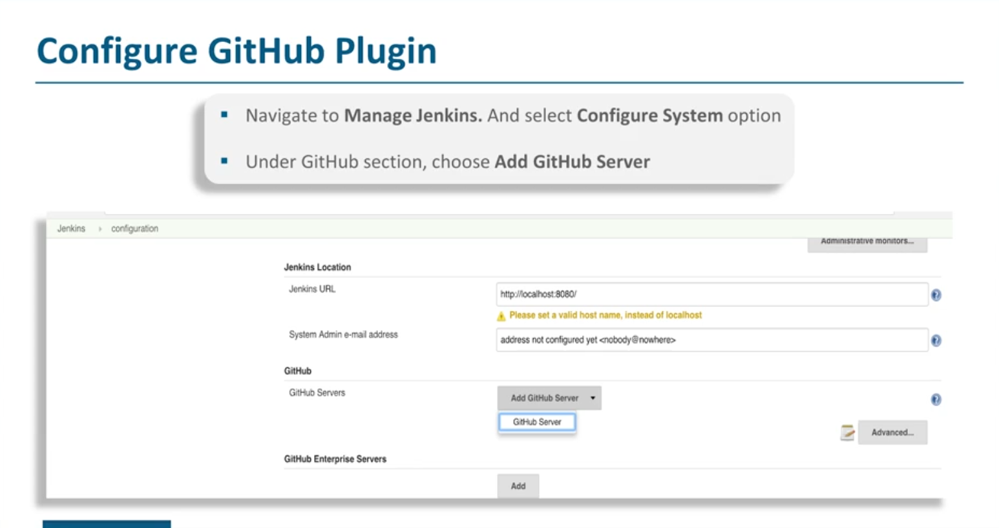 Configure GitHub Plugin
▪ Navigate to Manage Jenkins. And select Configure System option
▪ Under GitHub section, choose Add GitHub Server
Jenkins › configuration
Administrative monitors...
Jenkins Location
Jenkins URL
http://localhost:8080/
Please set a valid host name, instead of localhost
System Admin e-mail address
address not configured yet <nobody@nowhere>
GitHub
GitHub Servers
Add GitHub Server
GitHub Server
Advanced...
GitHub Enterprise Servers
Add